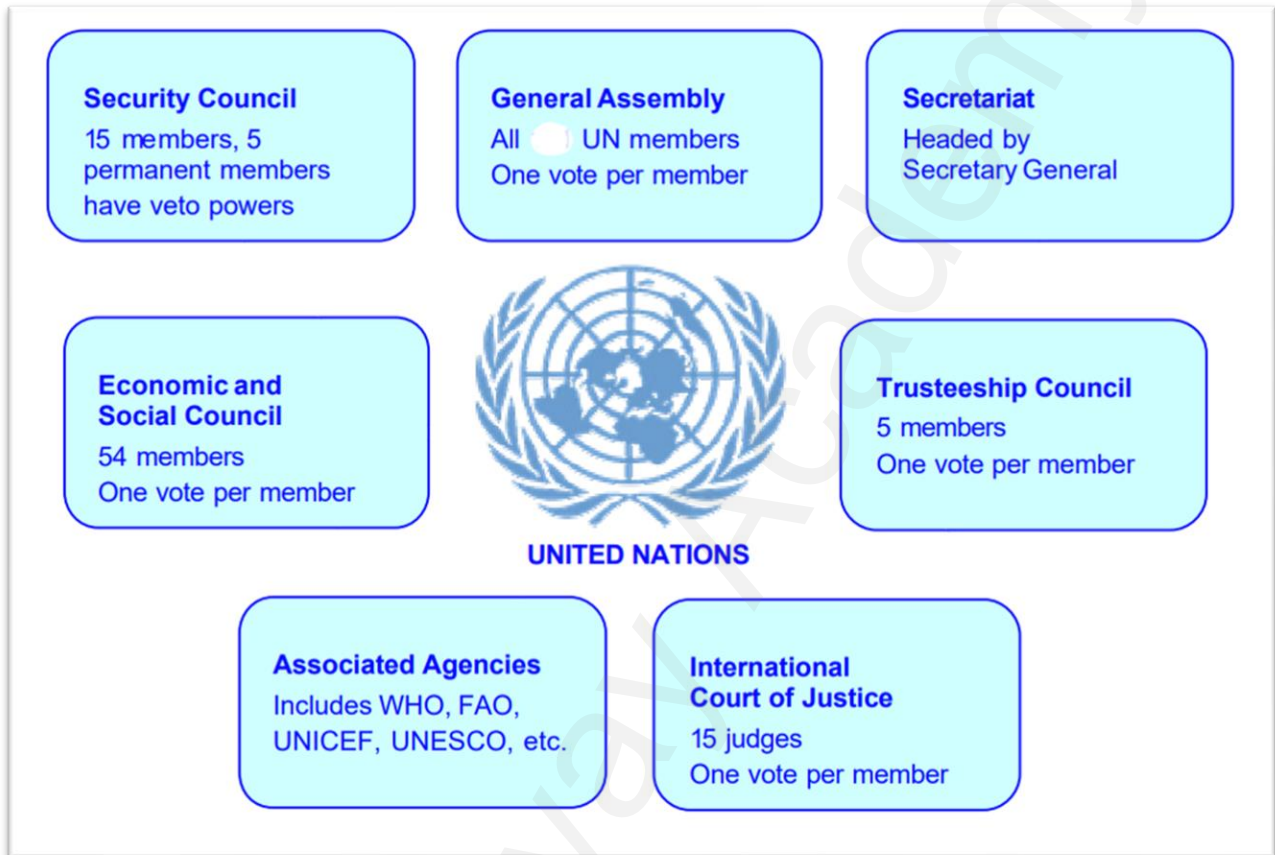 Security Council
15 members, 5
permanent members
have veto powers
General Assembly
All UN members
One vote per member
Secretariat
Headed by
Secretary General
Economic and
Social Council
54 members
One vote per member
Trusteeship Council
5 members
One vote per member
UNITED NATIONS
Associated Agencies
Includes WHO, FAO,
UNICEF, UNESCO, etc.
International
Court of Justice
15 judges
One vote per member